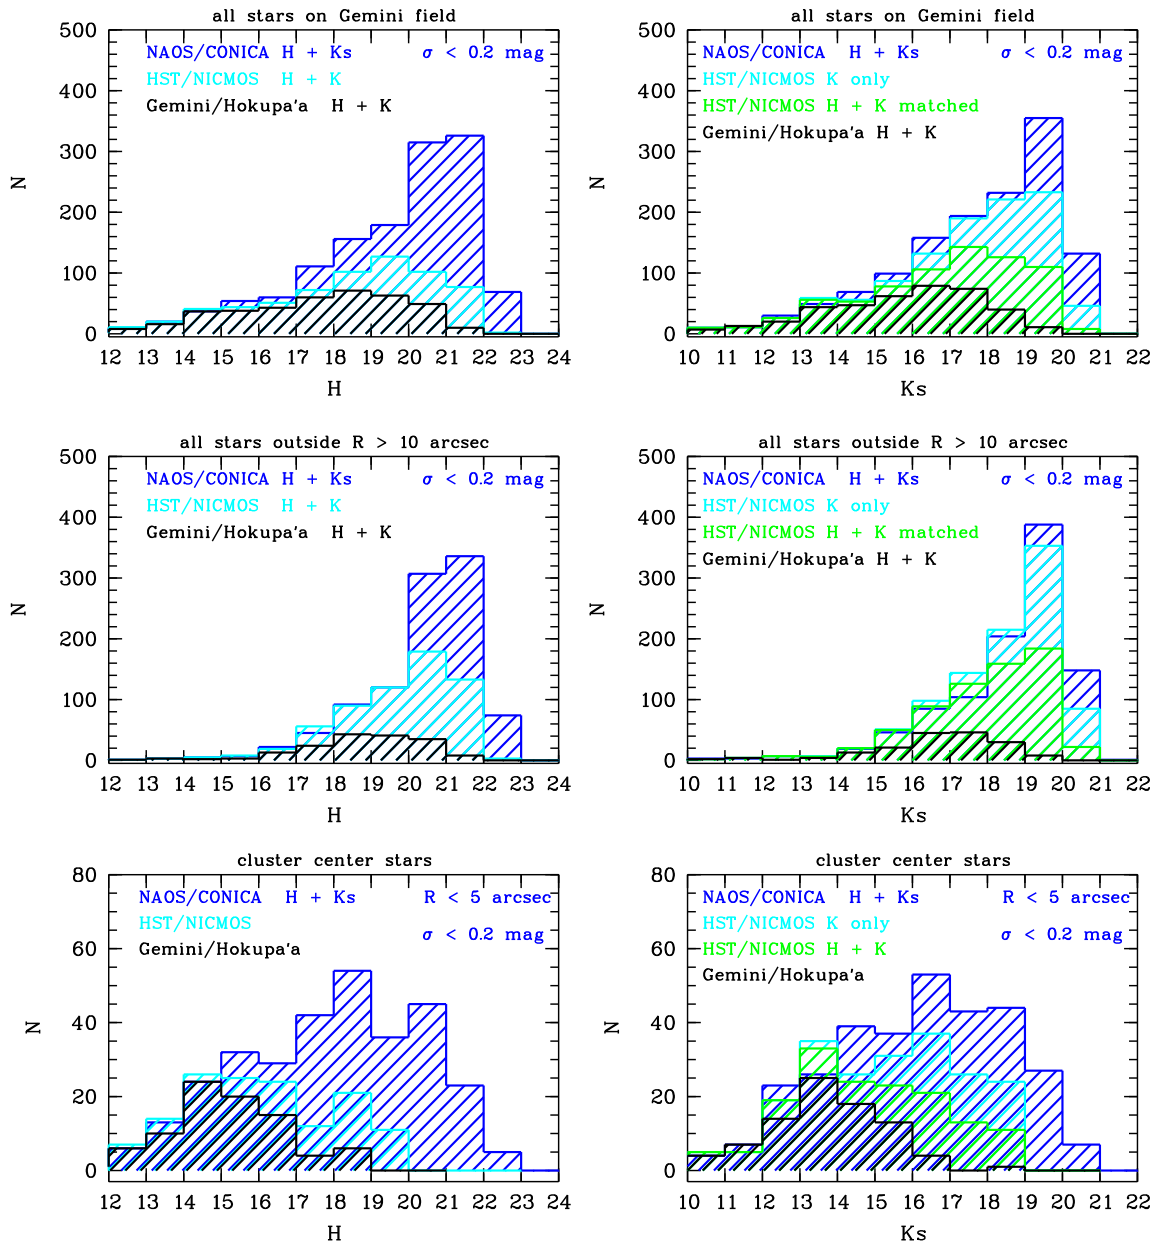 all stars on Gemini field
500
400
300
200
100
0
N
NAOS/CONICA H + Ks
σ < 0.2 mag
HST/NICMOS H + K
Gemini/Hokupa'a H + K
12 13 14 15 16 17 18 19 20 21 22 23 24
H
all stars on Gemini field
500
400
300
200
100
0
N
NAOS/CONICA H + Ks
σ < 0.2 mag
HST/NICMOS K only
HST/NICMOS H + K matched
Gemini/Hokupa'a H + K
10 11 12 13 14 15 16 17 18 19 20 21 22
Ks
all stars outside R > 10 arcsec
500
400
300
200
100
0
N
NAOS/CONICA H + Ks
σ < 0.2 mag
HST/NICMOS H + K
Gemini/Hokupa'a H + K
12 13 14 15 16 17 18 19 20 21 22 23 24
H
all stars outside R > 10 arcsec
500
400
300
200
100
0
N
NAOS/CONICA H + Ks
σ < 0.2 mag
HST/NICMOS K only
HST/NICMOS H + K matched
Gemini/Hokupa'a H + K
10 11 12 13 14 15 16 17 18 19 20 21 22
Ks
cluster center stars
80
60
40
20
0
N
NAOS/CONICA H + Ks
R < 5 arcsec
HST/NICMOS
σ < 0.2 mag
Gemini/Hokupa'a
12 13 14 15 16 17 18 19 20 21 22 23 24
H
cluster center stars
80
60
40
20
0
N
NAOS/CONICA H + Ks
R < 5 arcsec
HST/NICMOS K only
σ < 0.2 mag
HST/NICMOS H + K
Gemini/Hokupa'a
10 11 12 13 14 15 16 17 18 19 20 21 22
Ks